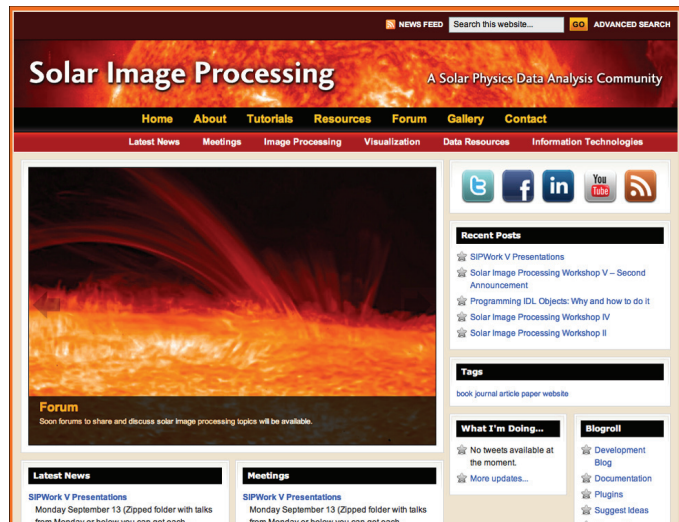 NEWS FEED Search this website... GO ADVANCED SEARCH
Solar Image Processing
A Solar Physics Data Analysis Community
Home About Tutorials Resources Forum Gallery Contact
Latest News Meetings Image Processing Visualization Data Resources Information Technologies
You
Tube
Forum
Soon forums to share and discuss solar image processing topics will be available.
Recent Posts
SIPWork V Presentations
Solar Image Processing Workshop V – Second
Announcement
Programming IDL Objects: Why and how to do it
Solar Image Processing Workshop IV
Solar Image Processing Workshop II
Tags
book journal article paper website
What I'm Doing...
No tweets available at
the moment.
More updates...
Blogroll
Development
Blog
Documentation
Plugins
Suggest Ideas
Latest News
SIPWork V Presentations
Monday September 13 (Zipped folder with talks
from Monday or below you can get each
Meetings
SIPWork V Presentations
Monday September 13 (Zipped folder with talks
from Monday or below you can get each